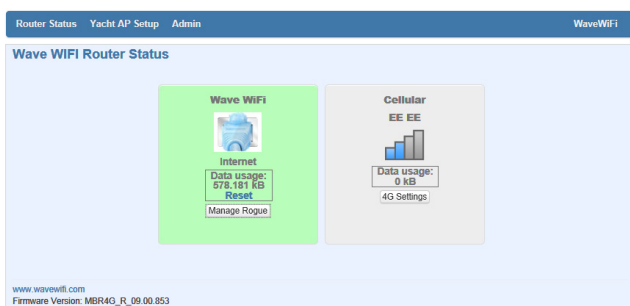 Router Status Yacht AP Setup Admin WaveWiFi
Wave WIFI Router Status
Wave WiFi
Internet
Data usage:
578.181 kB
Reset
Manage Rogue
Cellular
EE EE
Data usage:
0 kB
4G Settings
www.wavewifi.com
Firmware Version: MBR4G_R_09.00.853